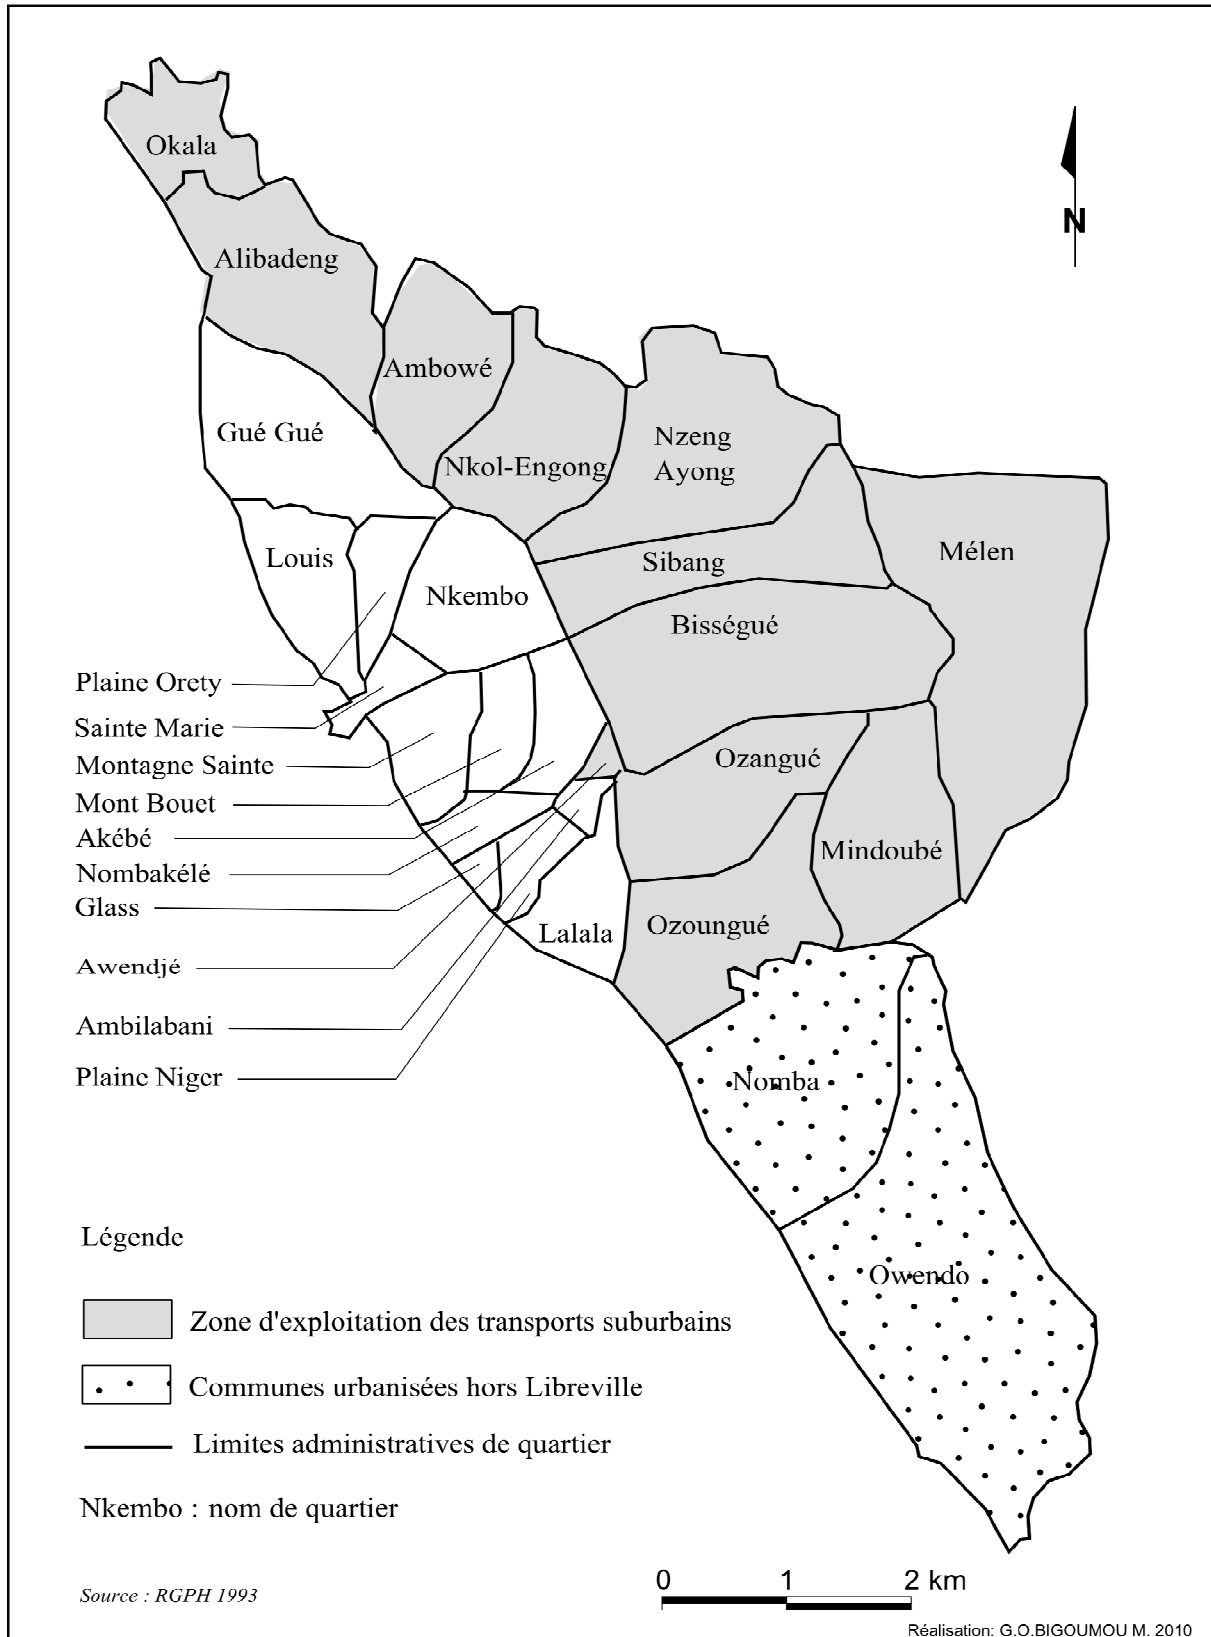 Okala
N
Alibadeng
Ambowé
Gué Gué
Nzeng
Ayong
Nkol-Engong
Louis
Sibang
Mélen
Nkembo
Bisségué
Plaine Orety
Sainte Marie
Montagne Sainte
Mont Bouet
Akébé
Nombakélé
Glass
Awendjé
Ambilabani
Plaine Niger
Ozangué
Mindoubé
Lalala
Ozoungué
Nomba
Owendo
Légende
Zone d'exploitation des transports suburbains
Communes urbanisées hors Libreville
Limites administratives de quartier
Nkembo : nom de quartier
Source : RGPH 1993
0 1 2 km
Réalisation: G.O.BIGOUMOU M. 2010